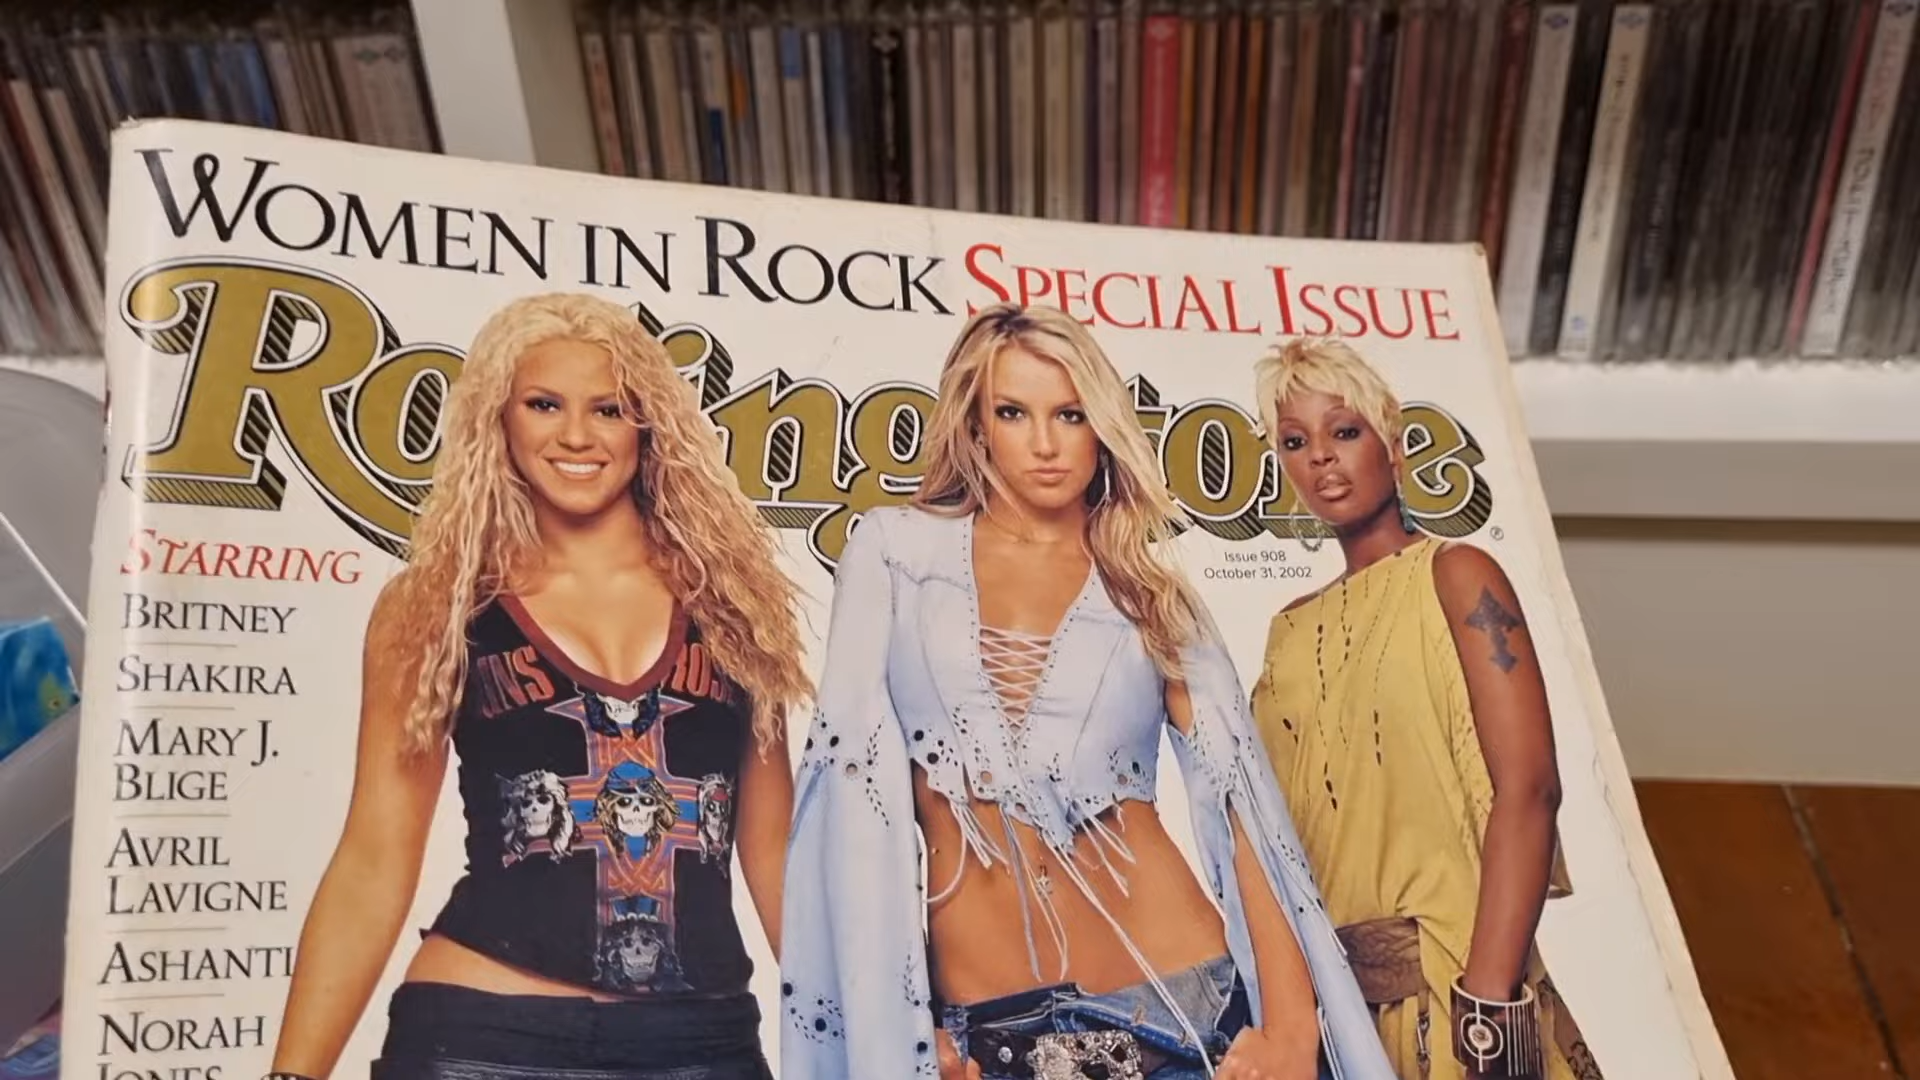 WOMEN IN ROCK SPECIAL ISSUE
Rolling Stone
®
Issue 908
October 31, 2002
STARRING
BRITNEY
SHAKIRA
MARY J.
BLIGE
AVRIL
LAVIGNE
ASHANTI
NORAH
JONES